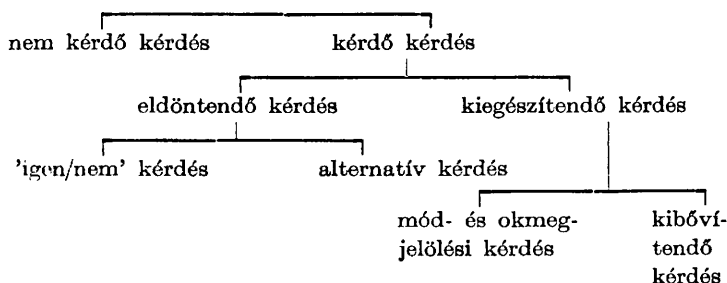 nem kérdő kérdés kérdő kérdés
eldöntendő kérdés kiegészítendő kérdés
'igen/nem' kérdés alternatív kérdés
mód- és okmeg- kibőví-
jelölési kérdés tendő
kérdés